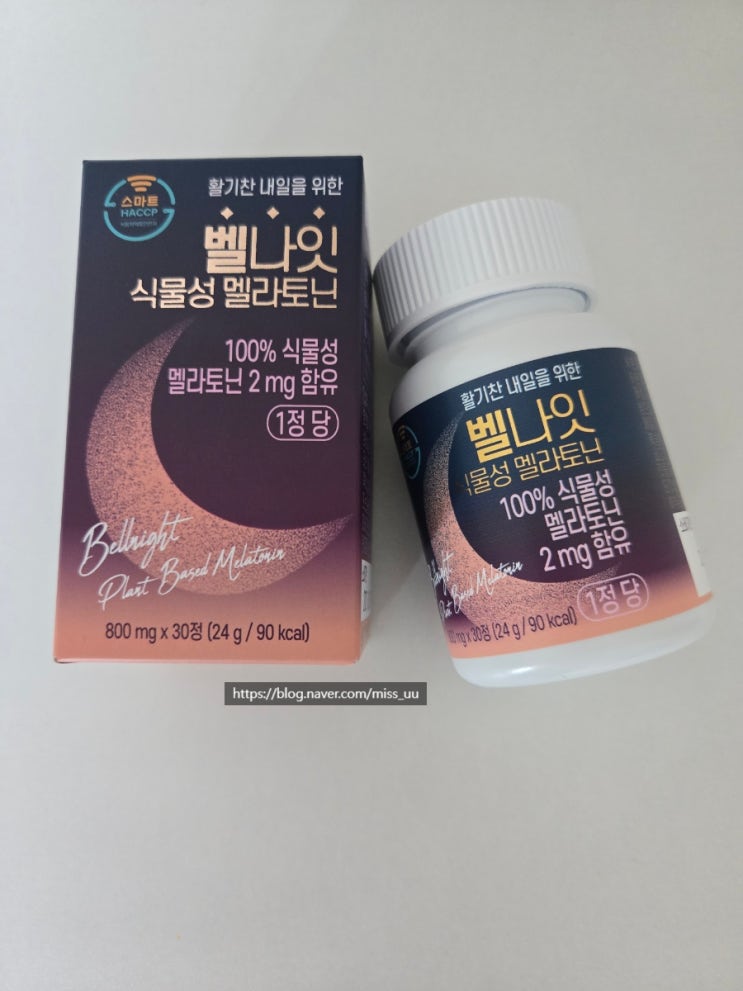 스마트
HACCP
활기찬 내일을 위한
벨나잇
식물성 멜라토닌
100% 식물성
멜라토닌 2 mg 함유
1정 당
Bellnight
Plant Based Melatonin
800 mg x 30정 (24 g / 90 kcal)
활기찬 내일을 위한
벨나잇
식물성 멜라토닌
100% 식물성
멜라토닌
2 mg 함유
1정 당
Plant Based Melatonin
mg x 30정 (24 g / 90 kcal)
https://blog.naver.com/miss_uu